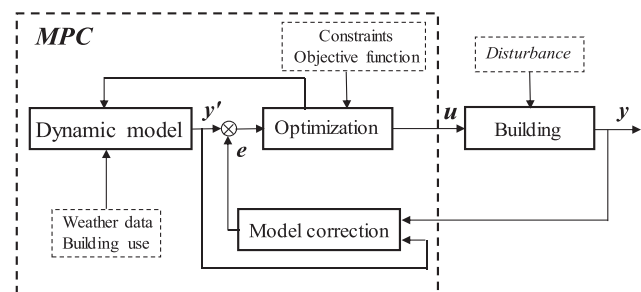 MPC
Constraints
Objective function
Disturbance
Dynamic model
y'
e
Optimization
u
Building
y
Weather data
Building use
Model correction